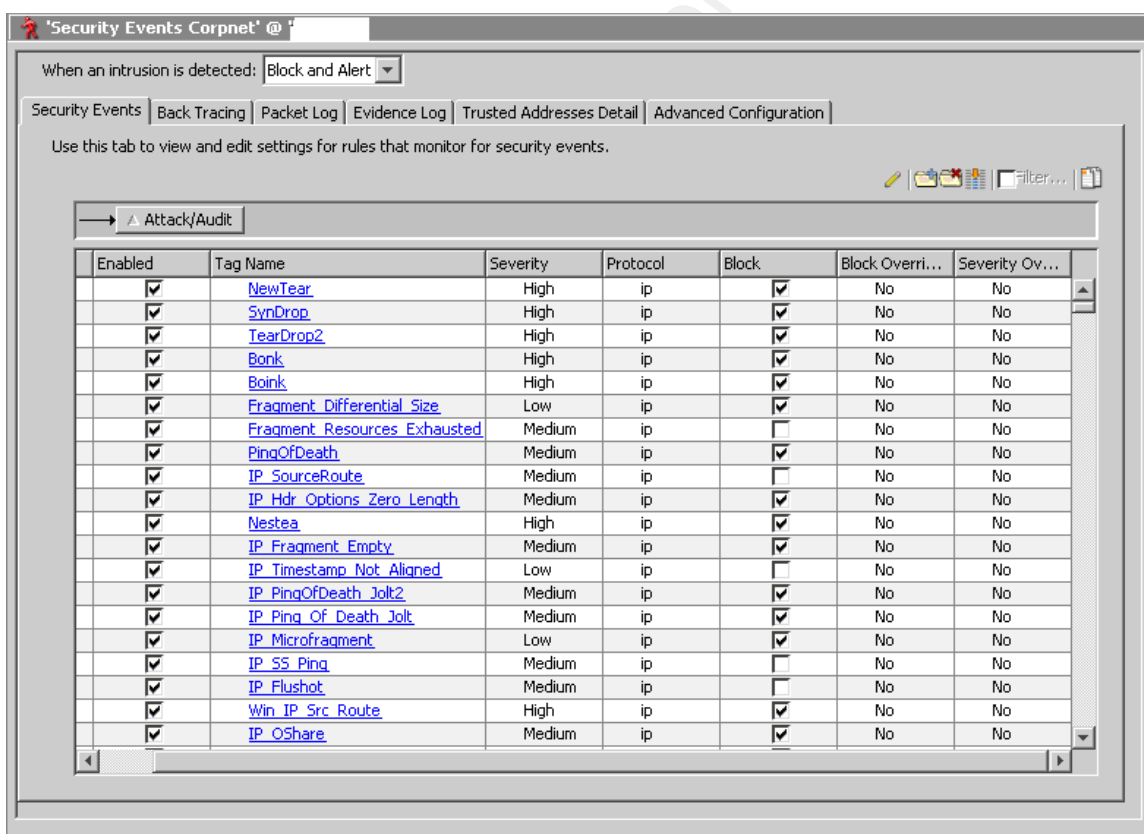 'Security Events Corpnet' @ '
When an intrusion is detected: Block and Alert
Security Events Back Tracing Packet Log Evidence Log Trusted Addresses Detail Advanced Configuration
Use this tab to view and edit settings for rules that monitor for security events.
Filter...
Attack/Audit
Enabled Tag Name Severity Protocol Block Block Overri... Severity Ov...
NewTear High ip No No
SynDrop High ip No No
TearDrop2 High ip No No
Bonk High ip No No
Boink High ip No No
Fragment_Differential_Size Low ip No No
Fragment_Resources_Exhausted Medium ip No No
PingOfDeath Medium ip No No
IP_SourceRoute Medium ip No No
IP_Hdr_Options_Zero_Length Medium ip No No
Nestea High ip No No
IP_Fragment_Empty Medium ip No No
IP_Timestamp_Not_Aligned Low ip No No
IP_PingOfDeath_Jolt2 Medium ip No No
IP_Ping_Of_Death_Jolt Medium ip No No
IP_Microfragment Low ip No No
IP_SS_Ping Medium ip No No
IP_Flushot Medium ip No No
Win_IP_Src_Route High ip No No
IP_OShare Medium ip No No